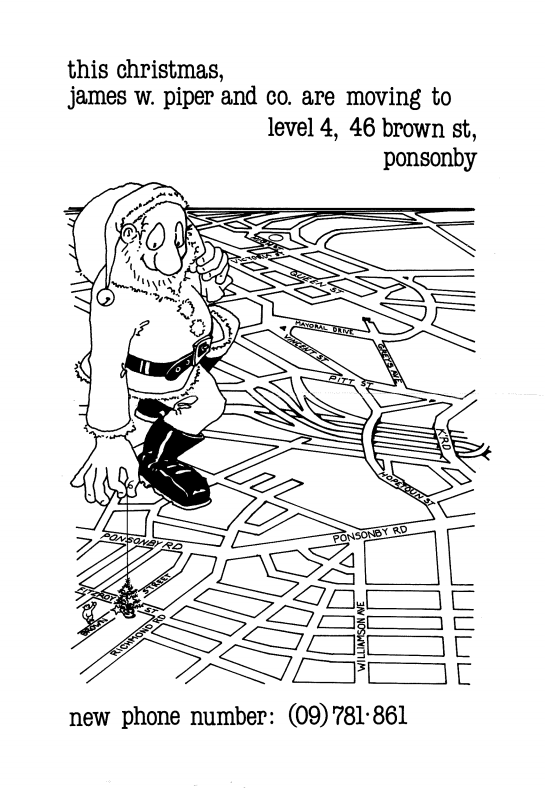 this christmas,
james w. piper and co. are moving to
level 4, 46 brown st,
ponsonby
VICTORIA ST
QUEEN ST
MAYORAL DRIVE
VINCENT ST
GREYS AVE
PITT ST
K'RD
HOPETOUN ST
PONSONBY RD
PONSONBY RD
STREET
BROWN
ST
RICHMOND RD
WILLIAMSON AVE
new phone number: (09) 781·861